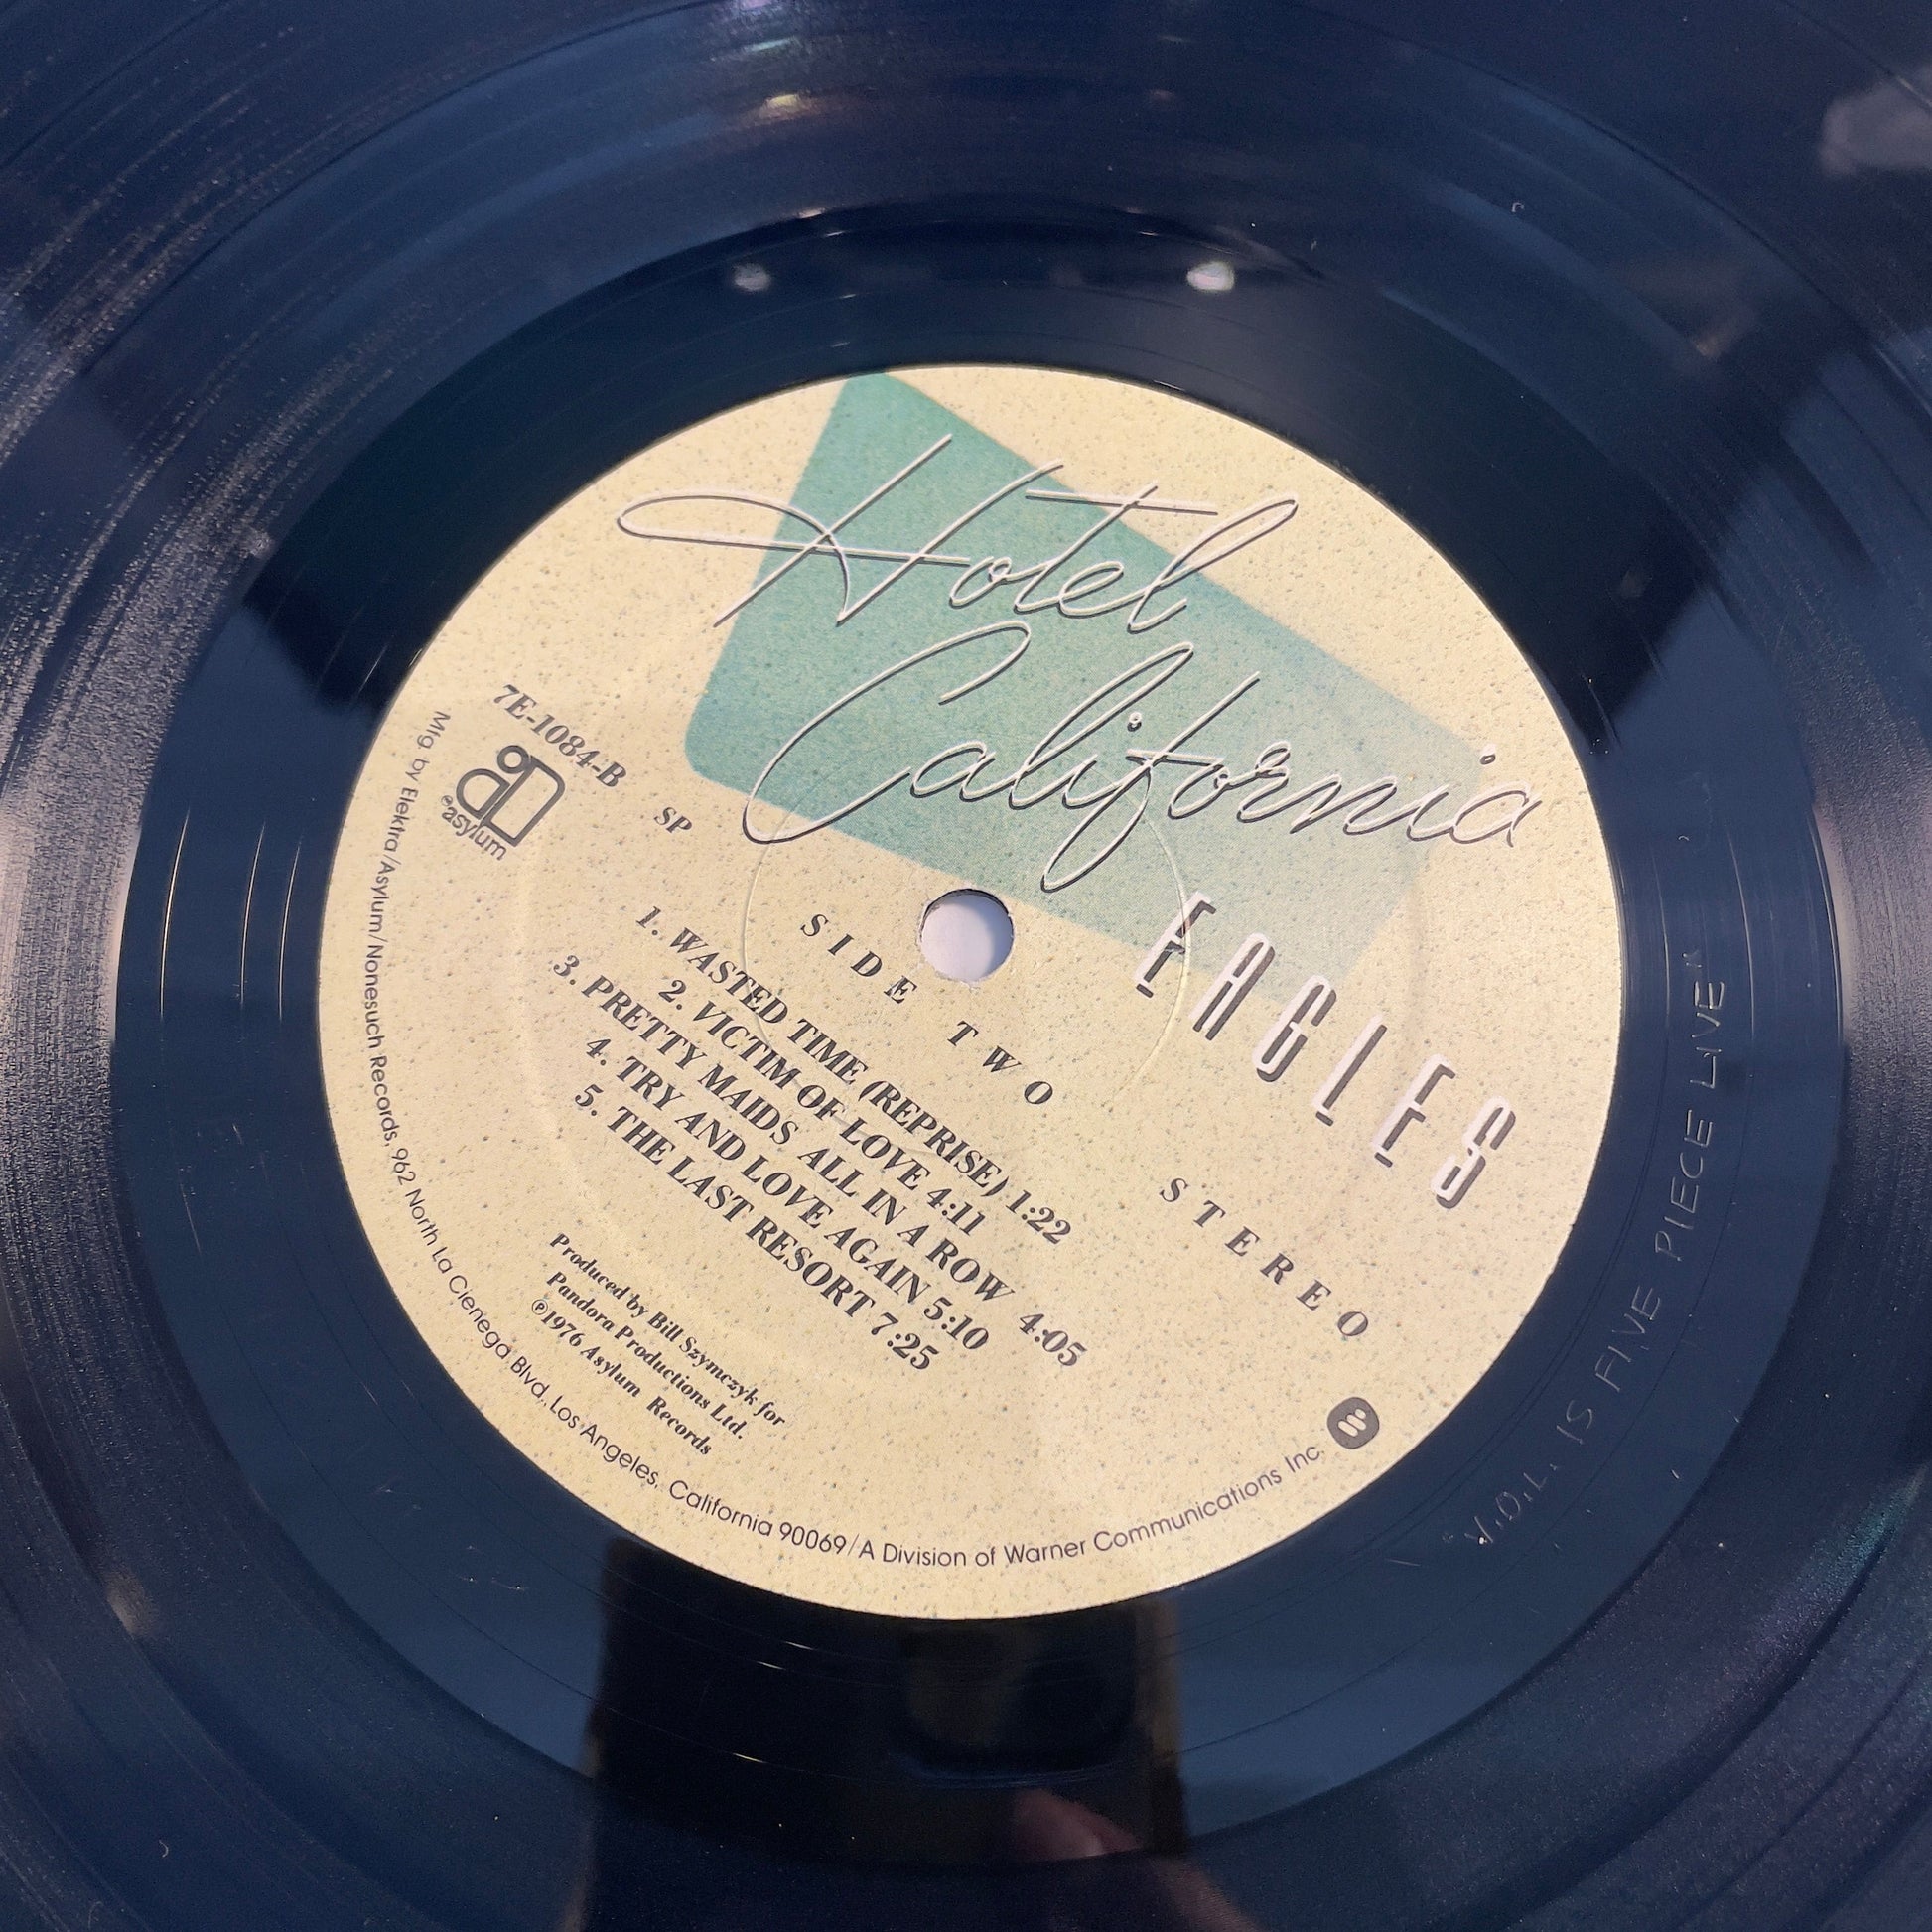 Hotel
California
EAGLES
7E-1084-B
asylum
SP
SIDE TWO
STEREO
1. WASTED TIME (REPRISE) 1:22
2. VICTIM OF LOVE 4:11
3. PRETTY MAIDS ALL IN A ROW 4:05
4. TRY AND LOVE AGAIN 5:10
5. THE LAST RESORT 7:25
Produced by Bill Szymczyk for
Pandora Productions Ltd.
℗1976 Asylum Records
Mfg. by Elektra/Asylum/Nonesuch Records, 962 North La Cienega Blvd., Los Angeles, California 90069/A Division of Warner Communications Inc.
IS FIVE PIECE LIVE"